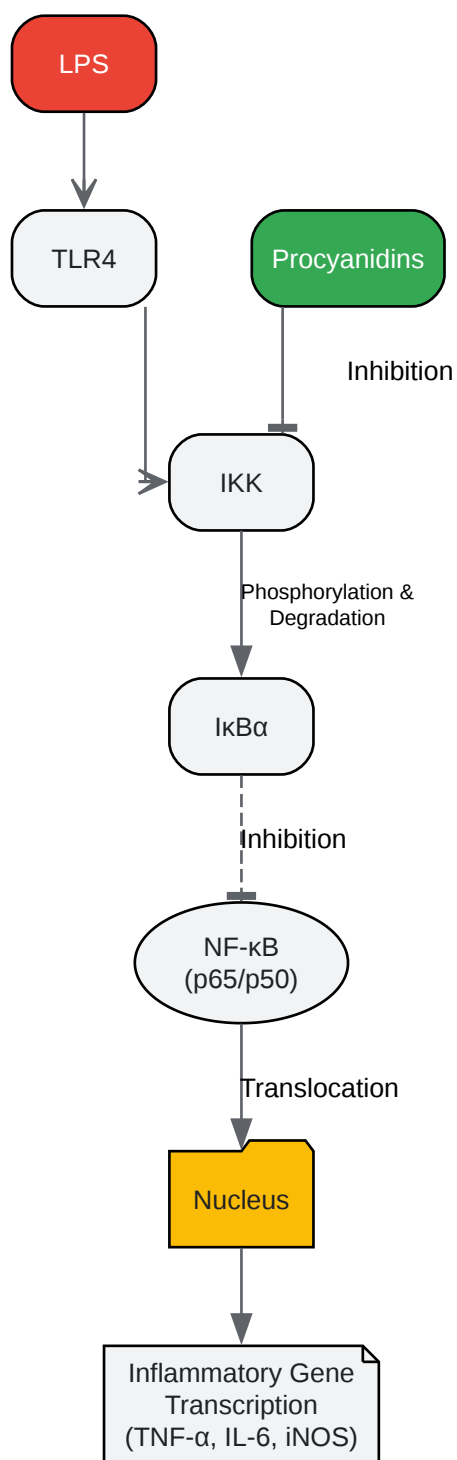 LPS
TLR4
Procyanidins
Inhibition
IKK
Phosphorylation &
Degradation
IκBα
Inhibition
NF-κB
(p65/p50)
Translocation
Nucleus
Inflammatory Gene
Transcription
(TNF-α, IL-6, iNOS)